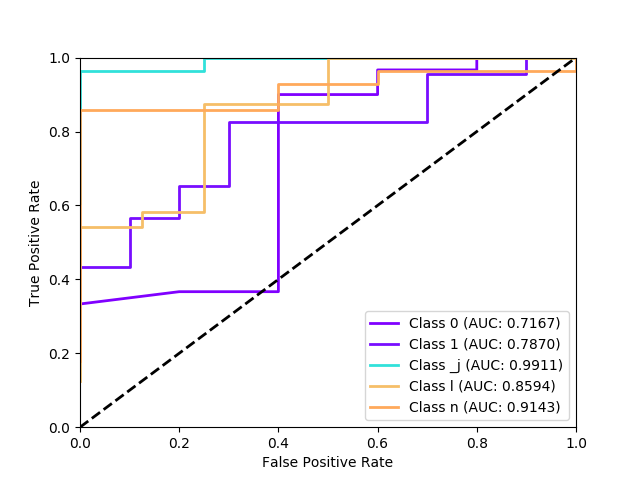 1.0
0.8
0.6
0.4
0.2
0.0
True Positive Rate
Class 0 (AUC: 0.7167)
Class 1 (AUC: 0.7870)
Class _j (AUC: 0.9911)
Class l (AUC: 0.8594)
Class n (AUC: 0.9143)
0.0 0.2 0.4 0.6 0.8 1.0
False Positive Rate